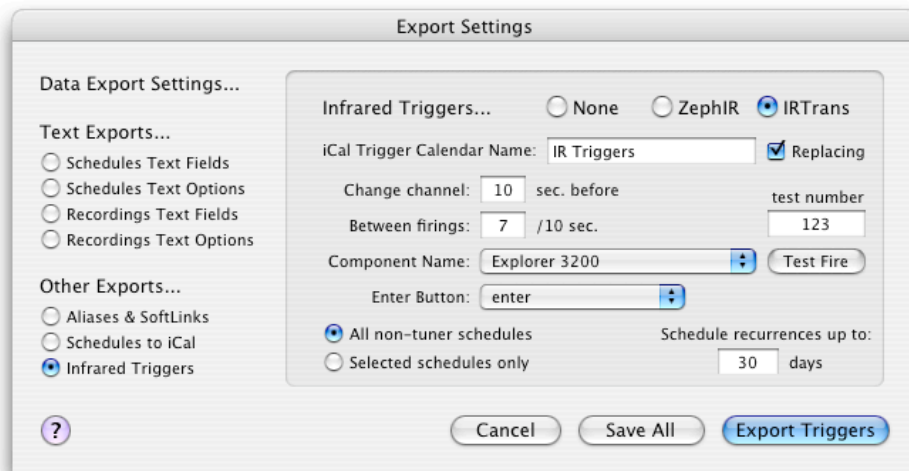 Export Settings
Data Export Settings...
Text Exports...
Schedules Text Fields
Schedules Text Options
Recordings Text Fields
Recordings Text Options
Other Exports...
Aliases & SoftLinks
Schedules to iCal
Infrared Triggers
Infrared Triggers... None ZephIR IRTrans
iCal Trigger Calendar Name: IR Triggers Replacing
Change channel: 10 sec. before
test number
Between firings: 7 /10 sec. 123
Component Name: Explorer 3200 Test Fire
Enter Button: enter
All non-tuner schedules Schedule recurrences up to:
Selected schedules only 30 days
? Cancel Save All Export Triggers